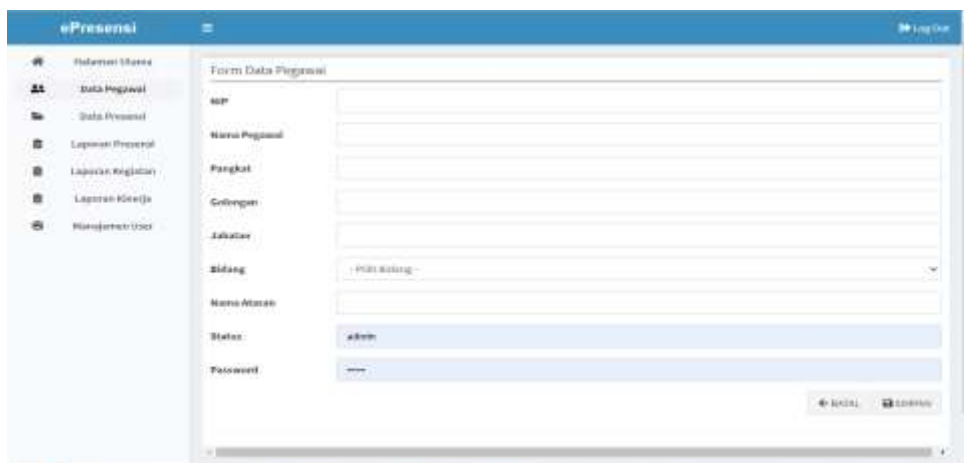 ePresensi
Log Out
Halaman Utama
Data Pegawai
Data Presensi
Laporan Presensi
Laporan Kegiatan
Laporan Kinerja
Manajemen User
Form Data Pegawai
NIP
Nama Pegawai
Pangkat
Golongan
Jabatan
Bidang
- Pilih Bidang -
Nama Atasan
Status
admin
Password
•••••
BATAL
SIMPAN